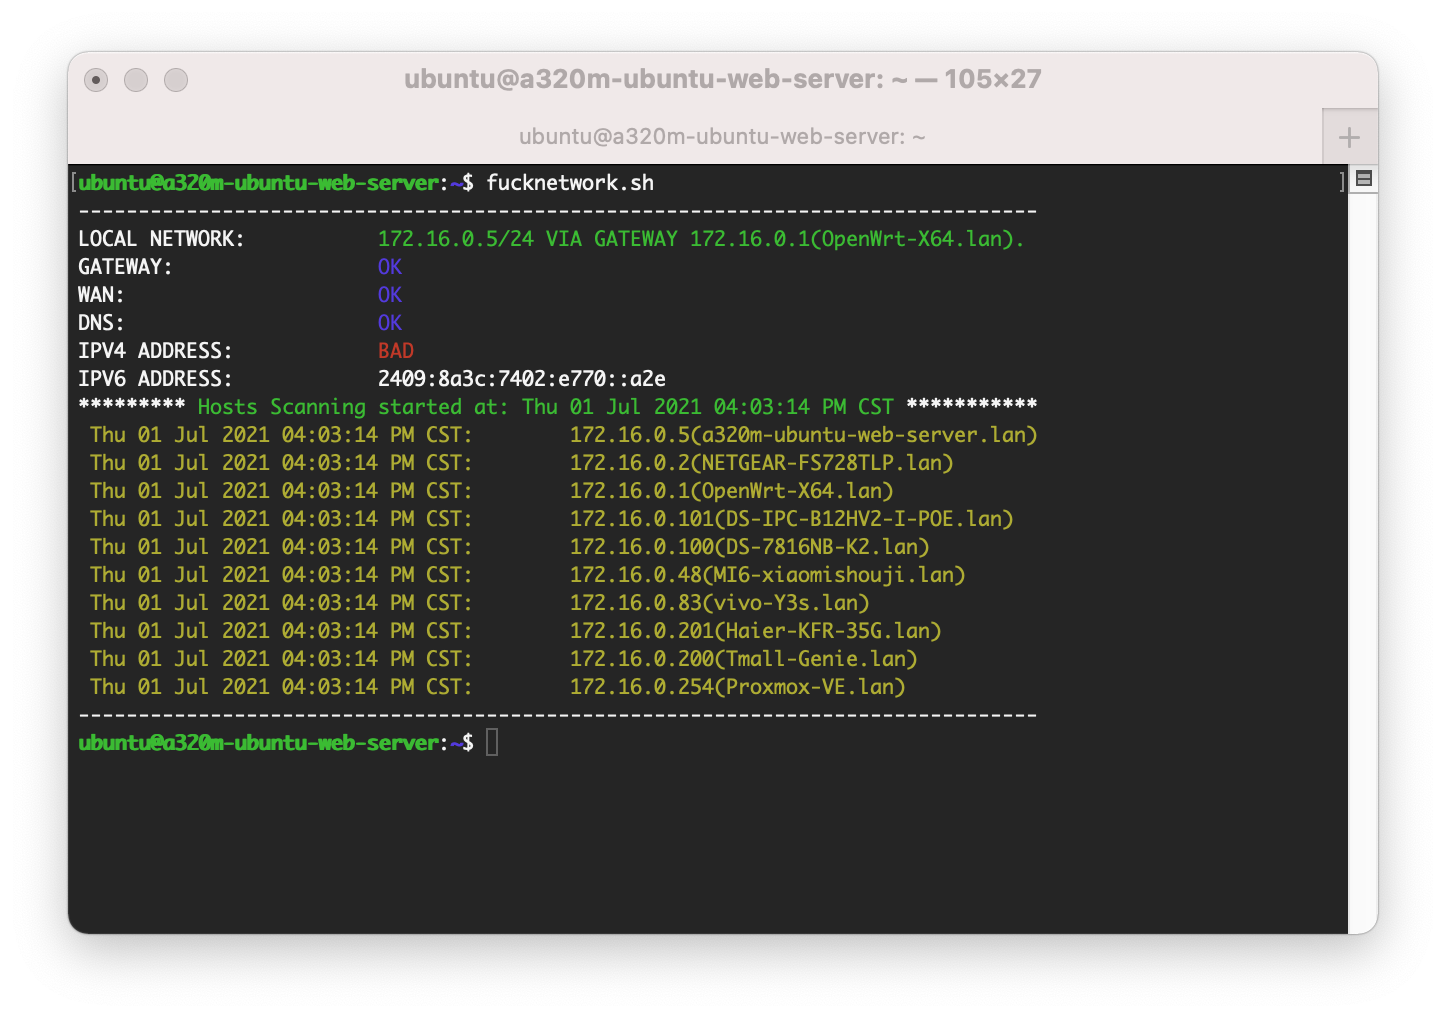 ubuntu@a320m-ubuntu-web-server: ~ — 105×27
ubuntu@a320m-ubuntu-web-server: ~
+
[ubuntu@a320m-ubuntu-web-server:~$ fucknetwork.sh ]
--------------------------------------------------------------------------------
LOCAL NETWORK: 172.16.0.5/24 VIA GATEWAY 172.16.0.1(OpenWrt-X64.lan).
GATEWAY: OK
WAN: OK
DNS: OK
IPV4 ADDRESS: BAD
IPV6 ADDRESS: 2409:8a3c:7402:e770::a2e
********* Hosts Scanning started at: Thu 01 Jul 2021 04:03:14 PM CST ***********
Thu 01 Jul 2021 04:03:14 PM CST: 172.16.0.5(a320m-ubuntu-web-server.lan)
Thu 01 Jul 2021 04:03:14 PM CST: 172.16.0.2(NETGEAR-FS728TLP.lan)
Thu 01 Jul 2021 04:03:14 PM CST: 172.16.0.1(OpenWrt-X64.lan)
Thu 01 Jul 2021 04:03:14 PM CST: 172.16.0.101(DS-IPC-B12HV2-I-POE.lan)
Thu 01 Jul 2021 04:03:14 PM CST: 172.16.0.100(DS-7816NB-K2.lan)
Thu 01 Jul 2021 04:03:14 PM CST: 172.16.0.48(MI6-xiaomishouji.lan)
Thu 01 Jul 2021 04:03:14 PM CST: 172.16.0.83(vivo-Y3s.lan)
Thu 01 Jul 2021 04:03:14 PM CST: 172.16.0.201(Haier-KFR-35G.lan)
Thu 01 Jul 2021 04:03:14 PM CST: 172.16.0.200(Tmall-Genie.lan)
Thu 01 Jul 2021 04:03:14 PM CST: 172.16.0.254(Proxmox-VE.lan)
--------------------------------------------------------------------------------
ubuntu@a320m-ubuntu-web-server:~$